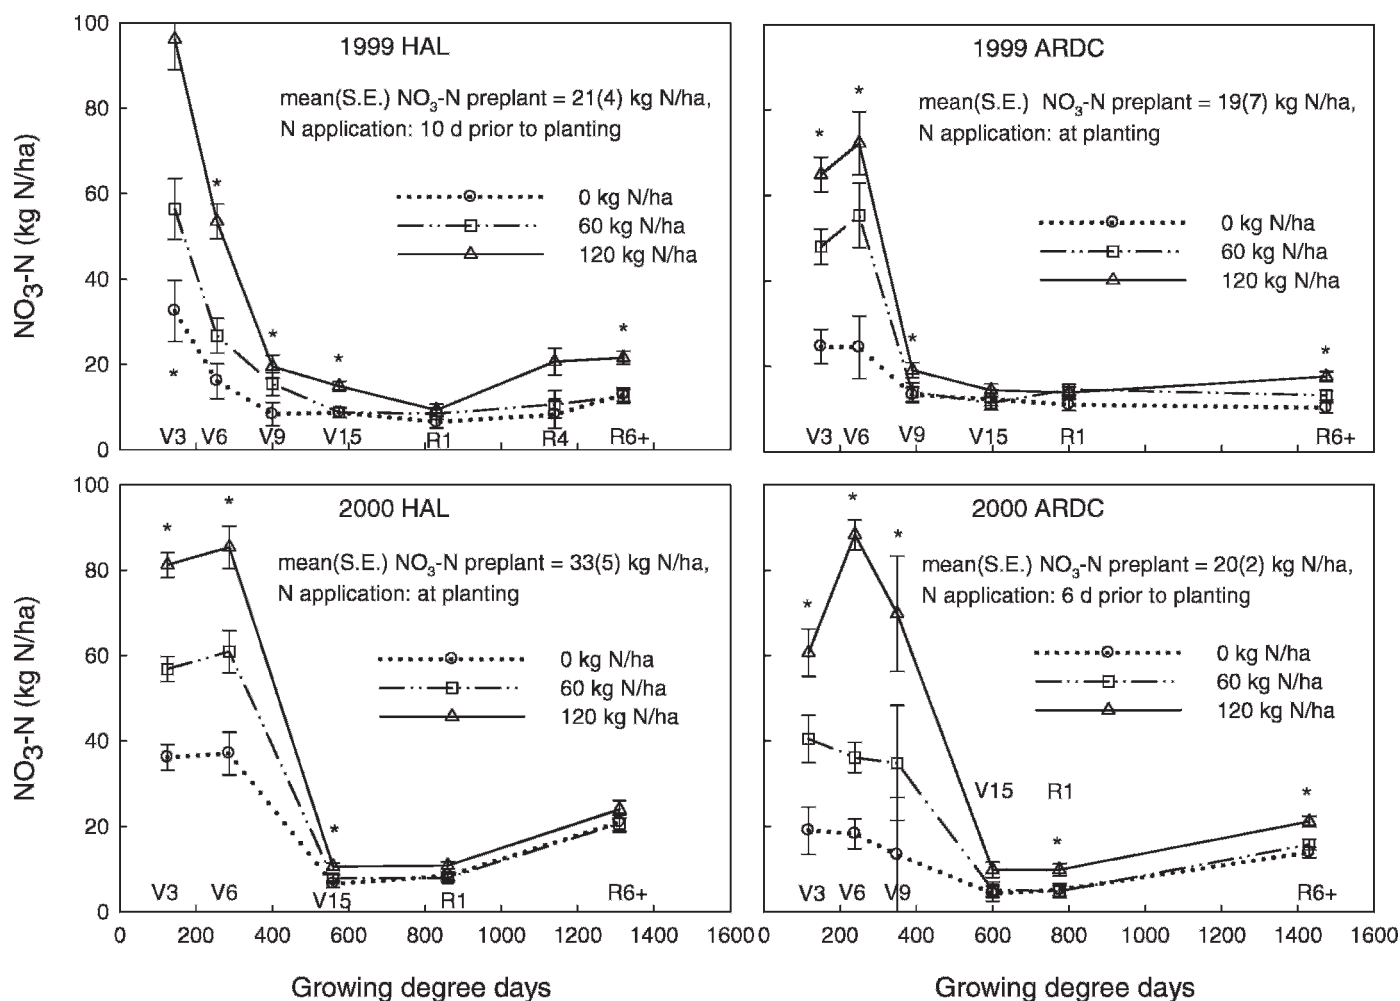 1999 HAL
mean(S.E.) NO3-N preplant = 21(4) kg N/ha,
N application: 10 d prior to planting
0 kg N/ha
60 kg N/ha
120 kg N/ha
NO3-N (kg N/ha)
100
80
60
40
20
0
* * * * *
V3 V6 V9 V15 R1 R4 R6+
1999 ARDC
mean(S.E.) NO3-N preplant = 19(7) kg N/ha,
N application: at planting
0 kg N/ha
60 kg N/ha
120 kg N/ha
* * * *
V3 V6 V9 V15 R1 R6+
2000 HAL
mean(S.E.) NO3-N preplant = 33(5) kg N/ha,
N application: at planting
0 kg N/ha
60 kg N/ha
120 kg N/ha
NO3-N (kg N/ha)
100
80
60
40
20
0
* * *
V3 V6 V15 R1 R6+
0 200 400 600 800 1000 1200 1400 1600
Growing degree days
2000 ARDC
mean(S.E.) NO3-N preplant = 20(2) kg N/ha,
N application: 6 d prior to planting
0 kg N/ha
60 kg N/ha
120 kg N/ha
* * * * *
V15 R1
V3 V6 V9 R6+
0 200 400 600 800 1000 1200 1400 1600
Growing degree days